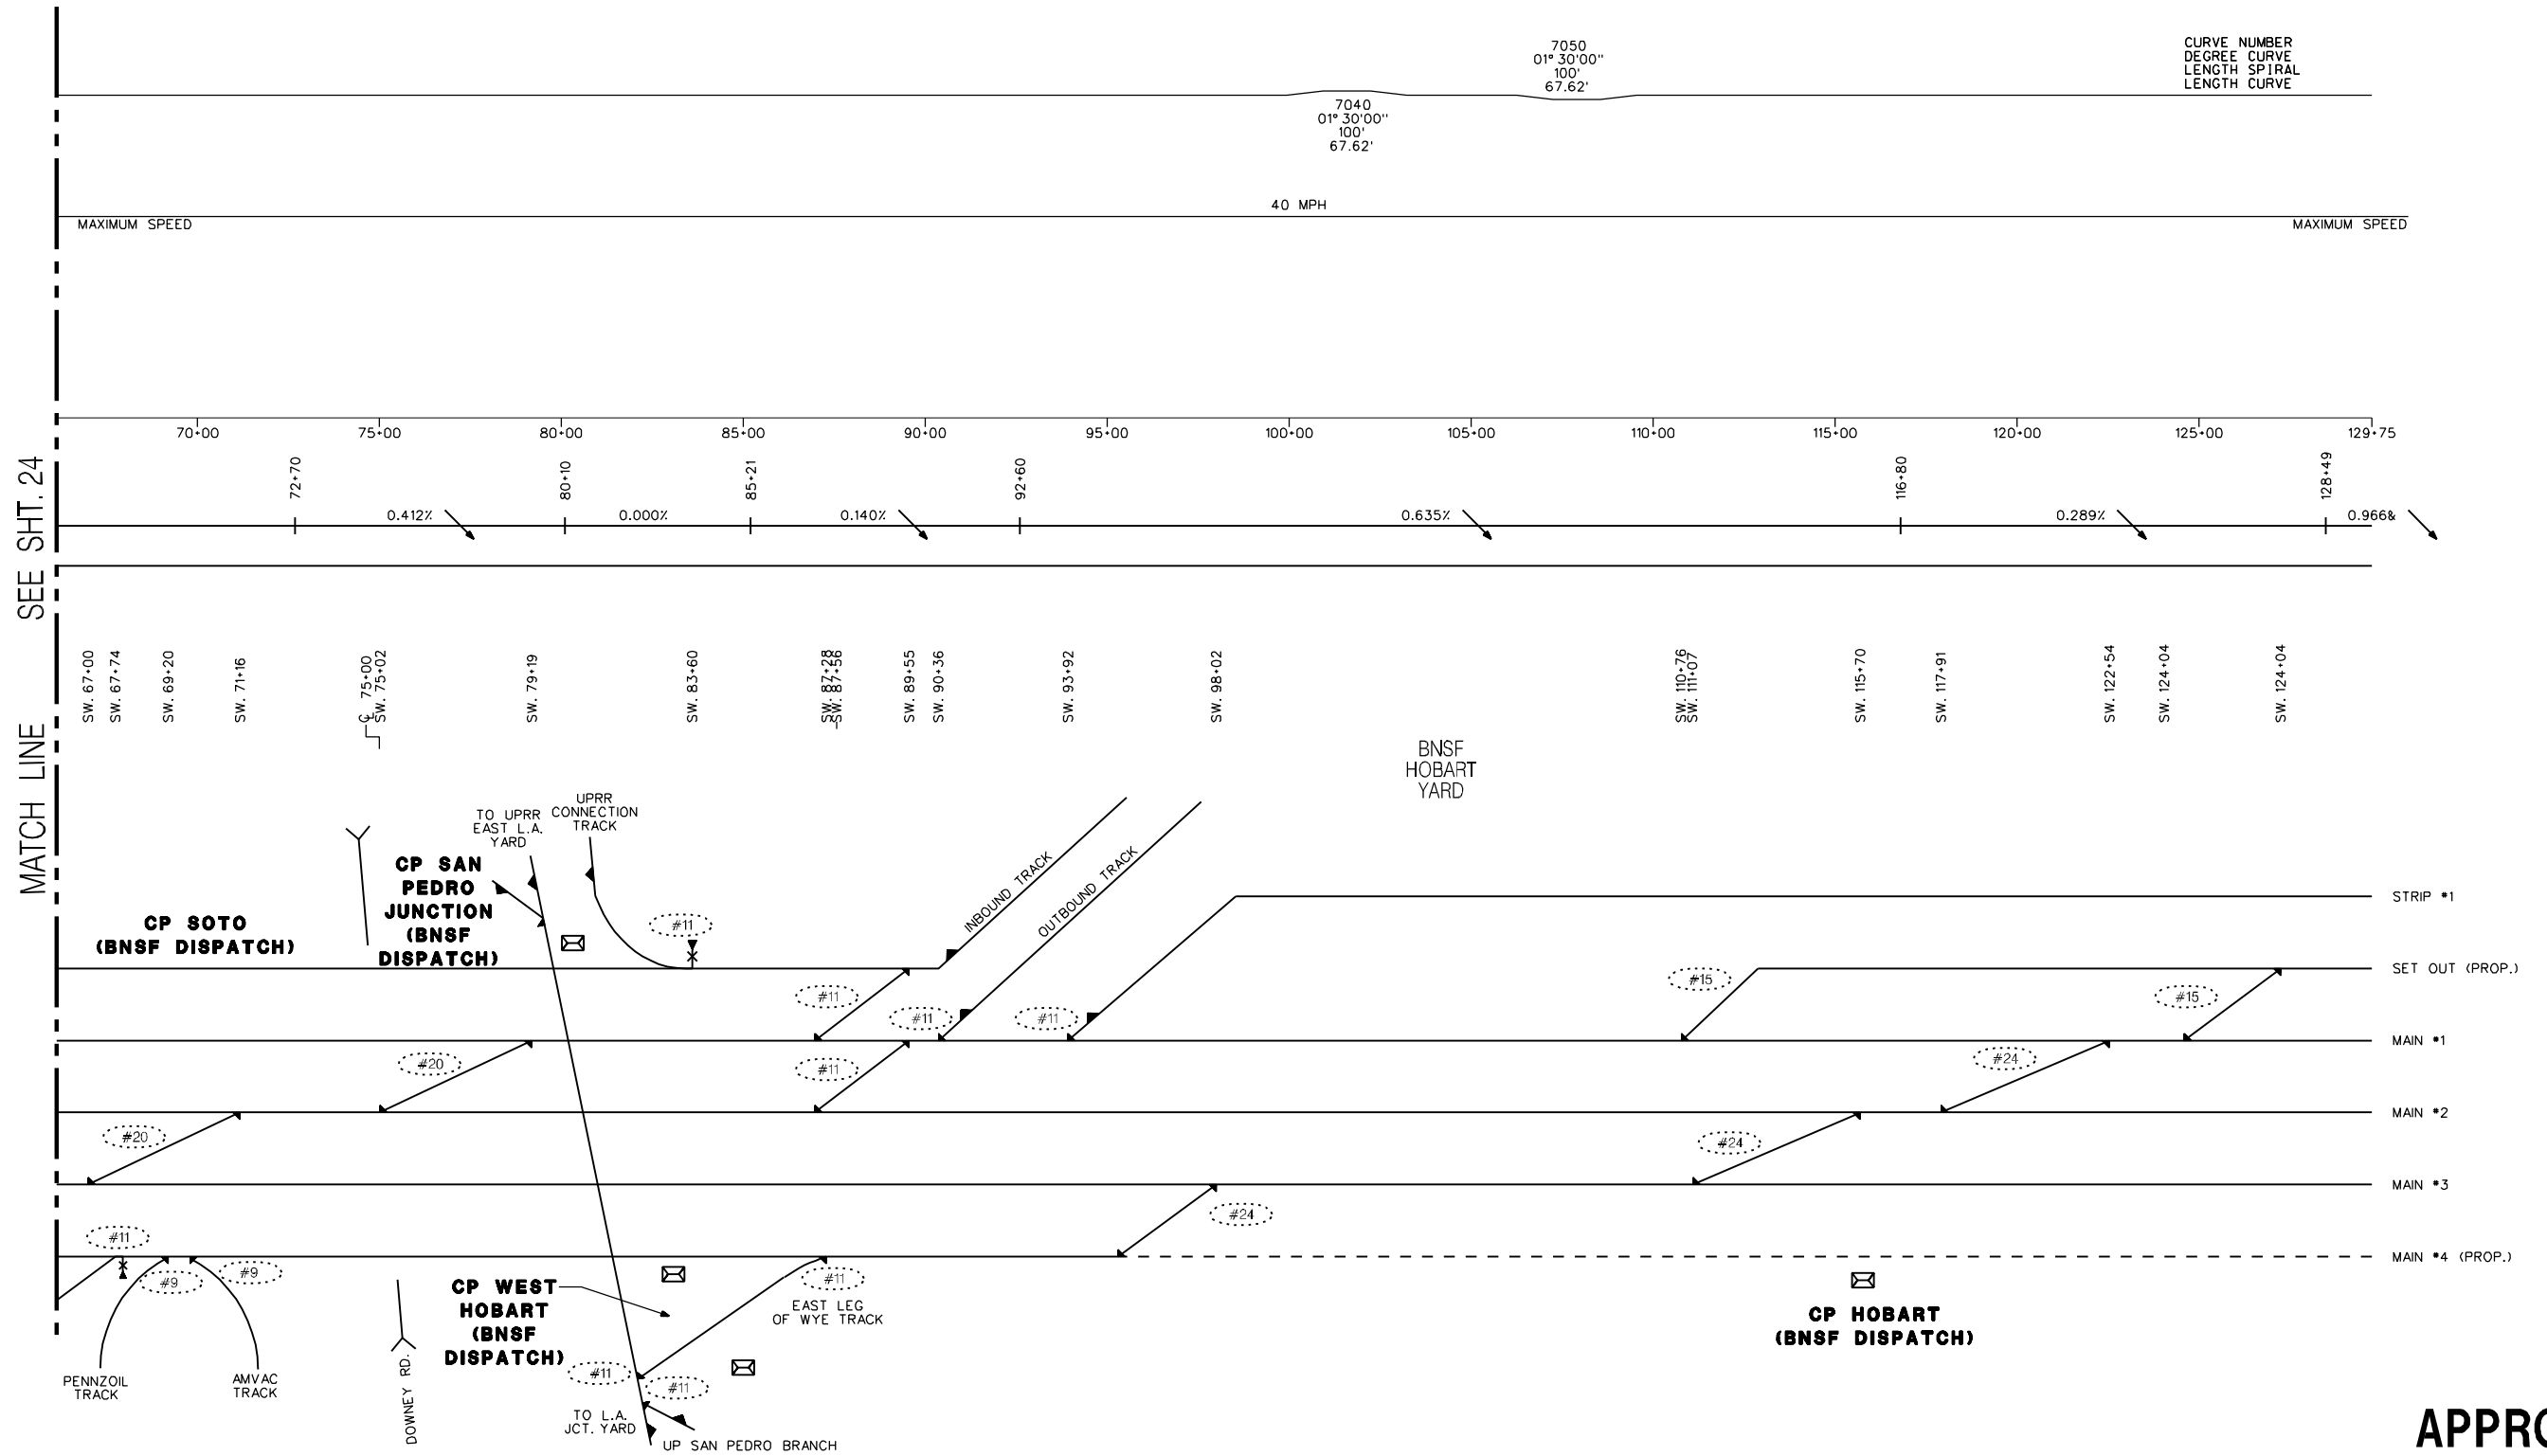 7050
01° 30'00"
100'
67.62'
CURVE NUMBER
DEGREE CURVE
LENGTH SPIRAL
LENGTH CURVE
7040
01° 30'00"
100'
67.62'
40 MPH
MAXIMUM SPEED
MAXIMUM SPEED
70+00
75+00
80+00
85+00
90+00
95+00
100+00
105+00
110+00
115+00
120+00
125+00
129+75
72+70
80+10
85+21
92+60
116+80
128+49
0.412%
0.000%
0.140%
0.635%
0.289%
0.966&
MATCH LINE SEE SHT. 24
SW. 67+00
SW. 67+74
SW. 69+20
SW. 71+16
℄ 75+00
SW. 75+02
SW. 79+19
SW. 83+60
SW. 87+28
SW. 87+56
SW. 89+55
SW. 90+36
SW. 93+92
SW. 98+02
SW. 110+76
SW. 111+07
SW. 115+70
SW. 117+91
SW. 122+54
SW. 124+04
SW. 124+04
BNSF
HOBART
YARD
TO UPRR
EAST L.A.
YARD
UPRR
CONNECTION
TRACK
CP SAN
PEDRO
JUNCTION
(BNSF
DISPATCH)
CP SOTO
(BNSF DISPATCH)
INBOUND TRACK
OUTBOUND TRACK
#11
STRIP #1
SET OUT (PROP.)
#11
#11
#11
#15
#15
MAIN #1
#20
#11
#24
MAIN #2
#20
#24
MAIN #3
#24
#11
#9
#9
MAIN #4 (PROP.)
CP WEST
HOBART
(BNSF
DISPATCH)
#11
EAST LEG
OF WYE TRACK
CP HOBART
(BNSF DISPATCH)
#11
#11
PENNZOIL
TRACK
AMVAC
TRACK
DOWNEY RD.
TO L.A.
JCT. YARD
UP SAN PEDRO BRANCH
APPRO